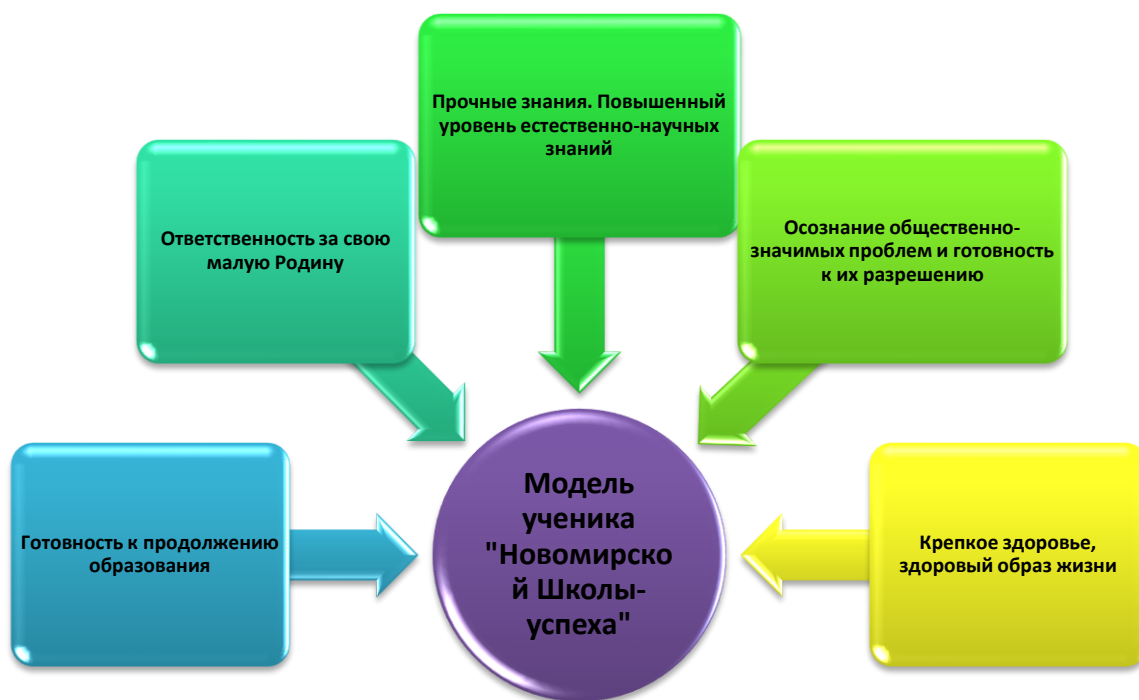 Прочные знания. Повышенный
уровень естественно-научных
знаний
Ответственность за свою
малую Родину
Осознание общественно-
значимых проблем и готовность
к их разрешению
Готовность к продолжению
образования
Модель
ученика
"Новомирско
й Школы-
успеха"
Крепкое здоровье,
здоровый образ жизни